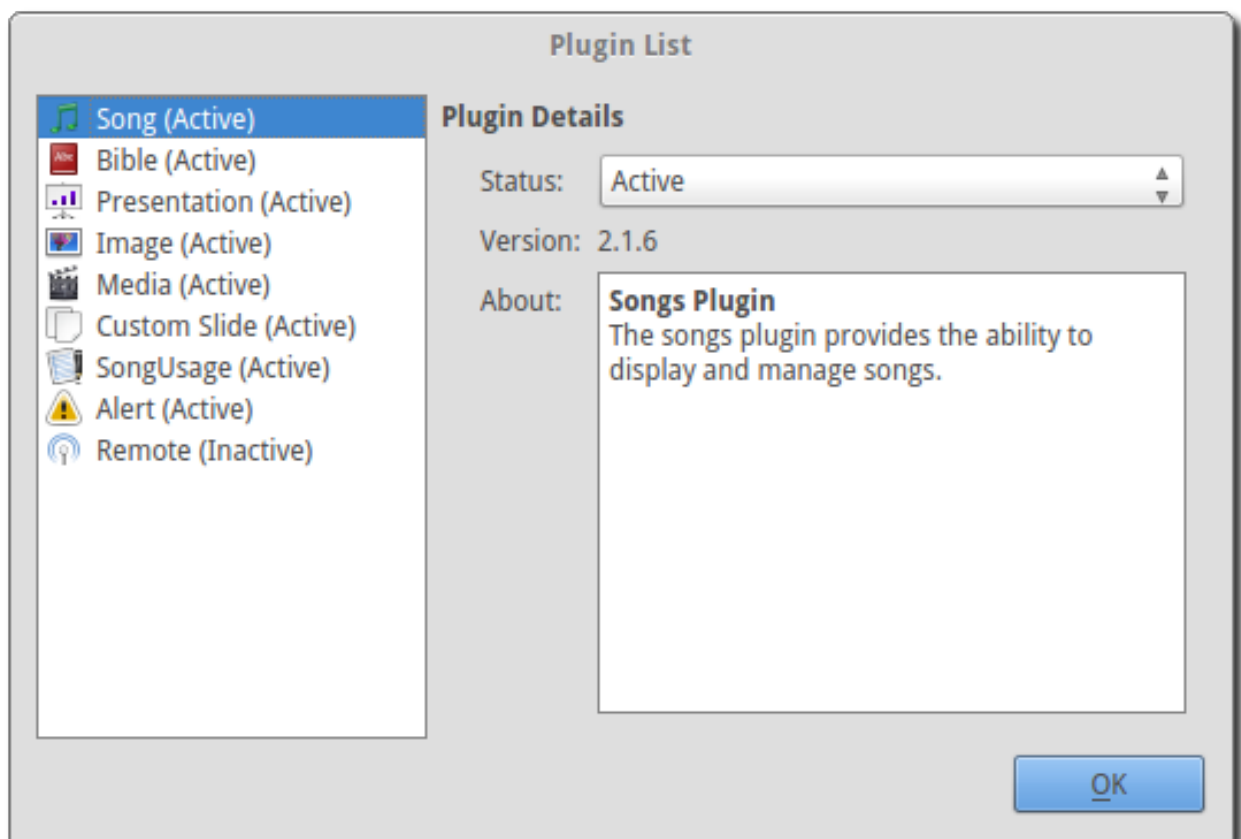 Plugin List
Song (Active)
Bible (Active)
Presentation (Active)
Image (Active)
Media (Active)
Custom Slide (Active)
SongUsage (Active)
Alert (Active)
Remote (Inactive)
Plugin Details
Status: Active
Version: 2.1.6
About: Songs Plugin
The songs plugin provides the ability to
display and manage songs.
OK